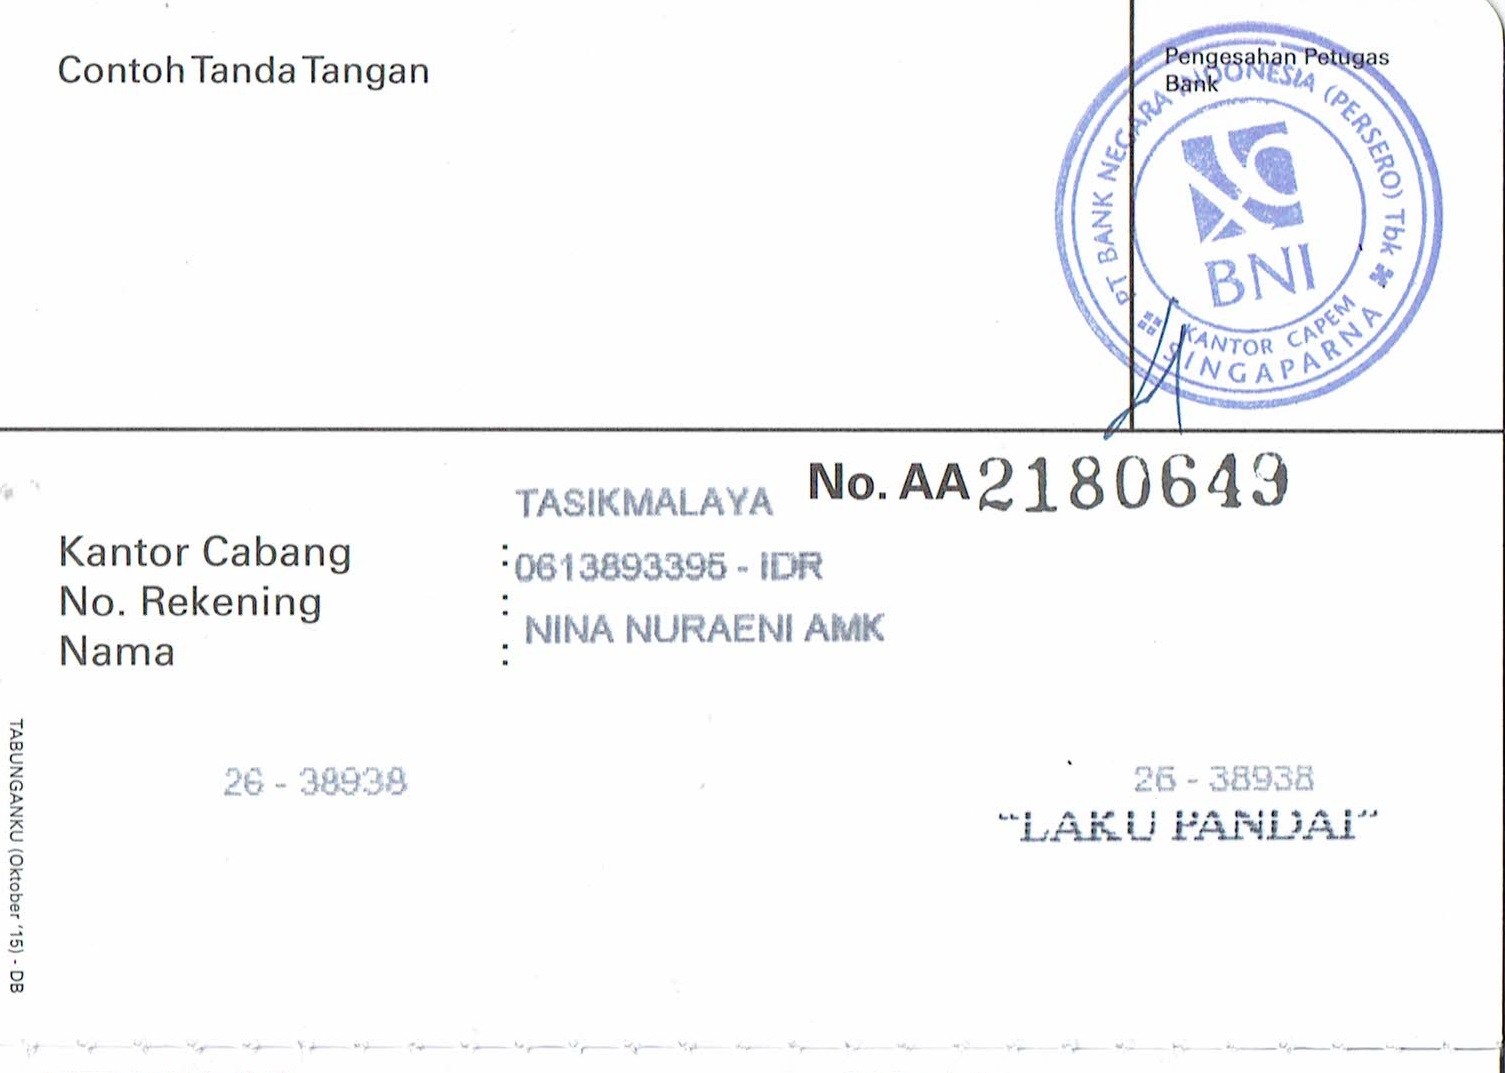 Contoh Tanda Tangan
Pengesahan Petugas
Bank
PT BANK NEGARA INDONESIA (PERSERO) Tbk
BNI
KANTOR CAPEM
SINGAPARNA
No. AA 2180649
TASIKMALAYA
Kantor Cabang :
0613893395 - IDR
No. Rekening :
NINA NURAENI AMK
Nama :
26 - 38938
26 - 38938
"LAKU PANDAI"
TABUNGANKU (Oktober '15) - DB